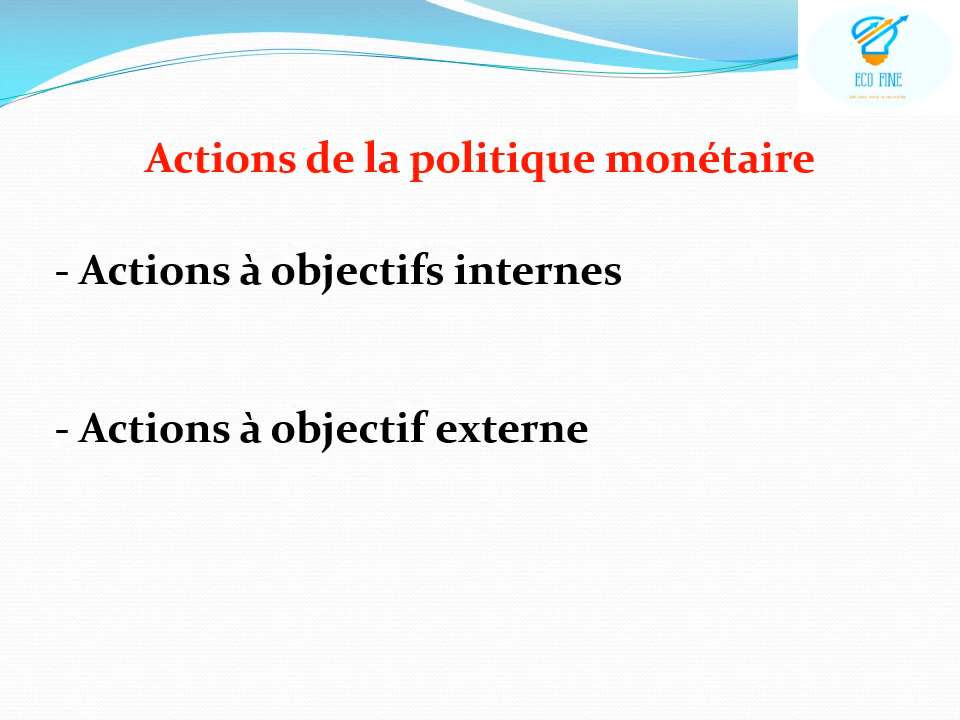 ECO FINE
Actions de la politique monétaire
- Actions à objectifs internes
- Actions à objectif externe